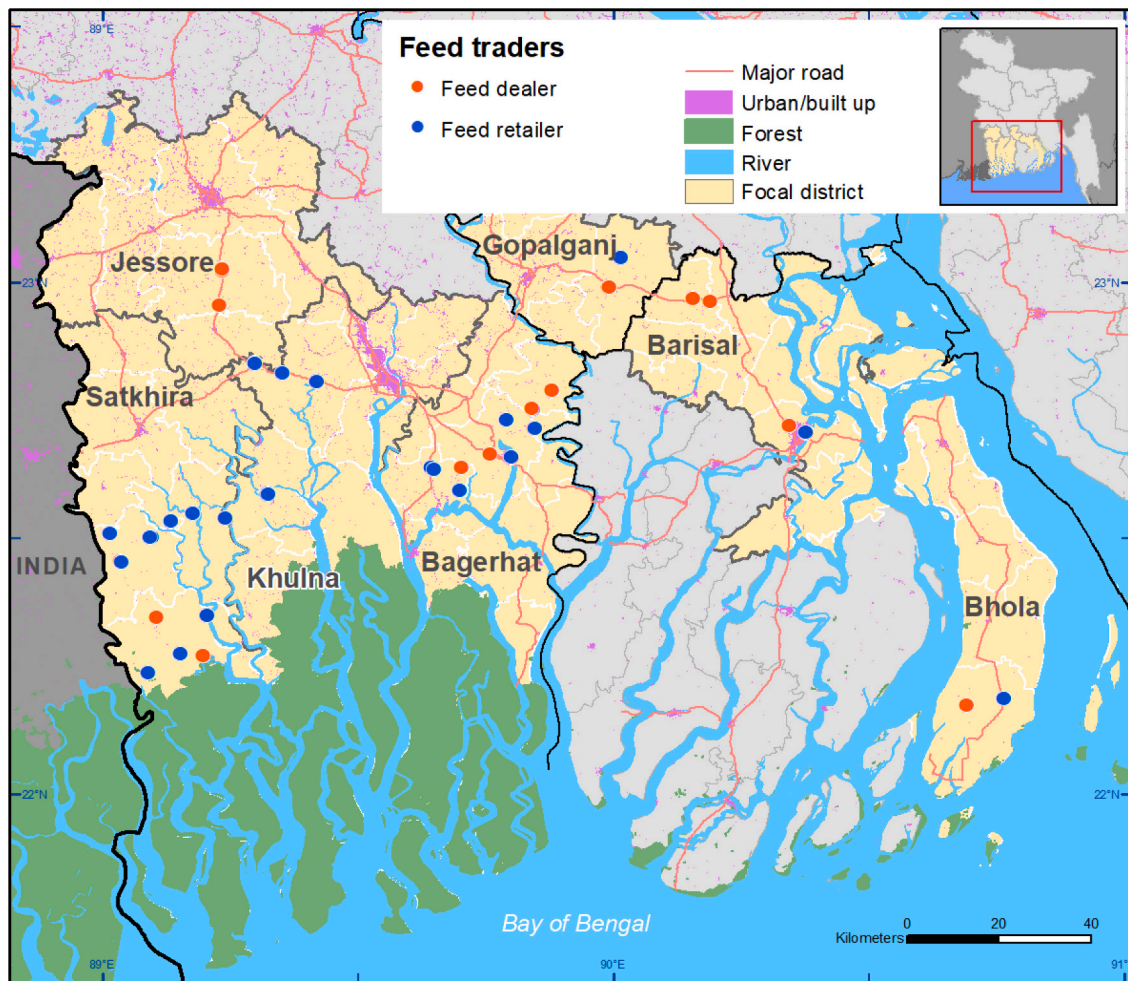 89°E
Feed traders
Feed dealer
Feed retailer
Major road
Urban/built up
Forest
River
Focal district
Gopalganj
Jessore
23°N
23°N
Barisal
Satkhira
INDIA
Khulna
Bagerhat
Bhola
22°N
22°N
Bay of Bengal
0 20 40
Kilometers
89°E
90°E
91°